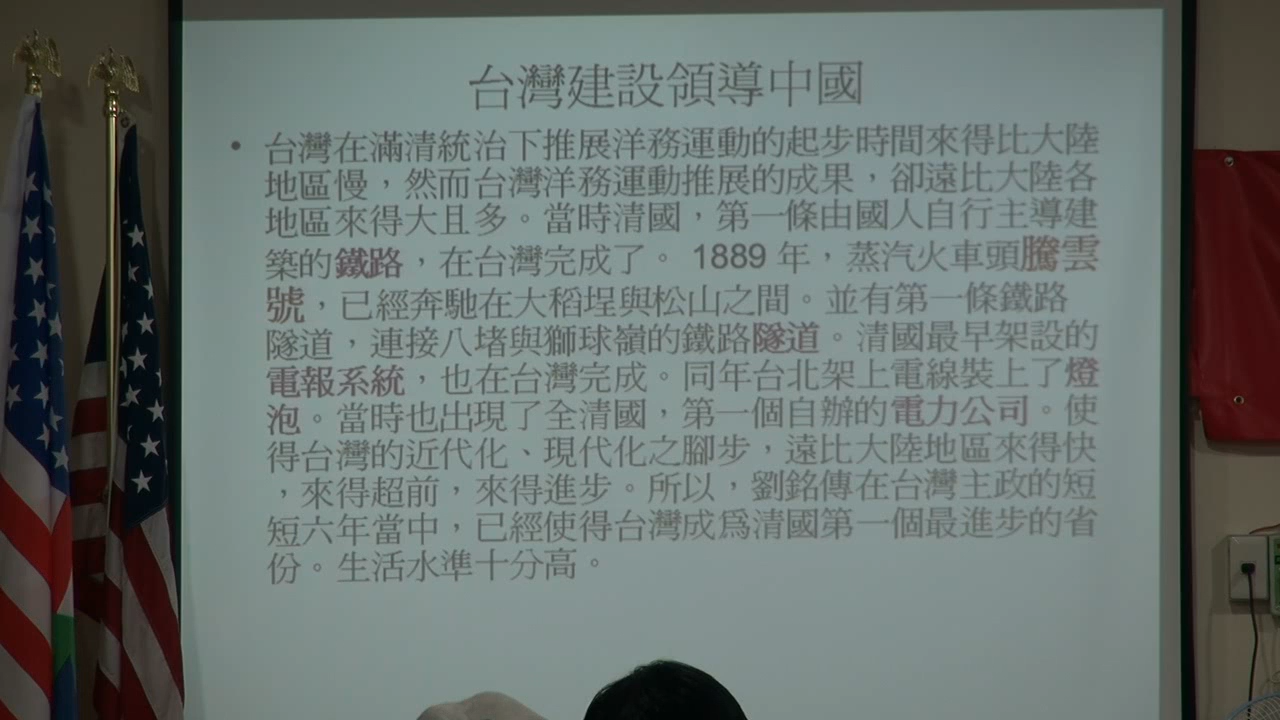 台灣建設領導中國
• 台灣在滿清統治下推展洋務運動的起步時間來得比大陸
地區慢，然而台灣洋務運動推展的成果，卻遠比大陸各
地區來得大且多。當時清國，第一條由國人自行主導建
築的鐵路，在台灣完成了。 1889 年，蒸汽火車頭騰雲
號，已經奔馳在大稻埕與松山之間。並有第一條鐵路
隧道，連接八堵與獅球嶺的鐵路隧道。清國最早架設的
電報系統，也在台灣完成。同年台北架上電線裝上了燈
泡。當時也出現了全清國，第一個自辦的電力公司。使
得台灣的近代化、現代化之腳步，遠比大陸地區來得快
，來得超前，來得進步。所以，劉銘傳在台灣主政的短
短六年當中，已經使得台灣成為清國第一個最進步的省
份。生活水準十分高。